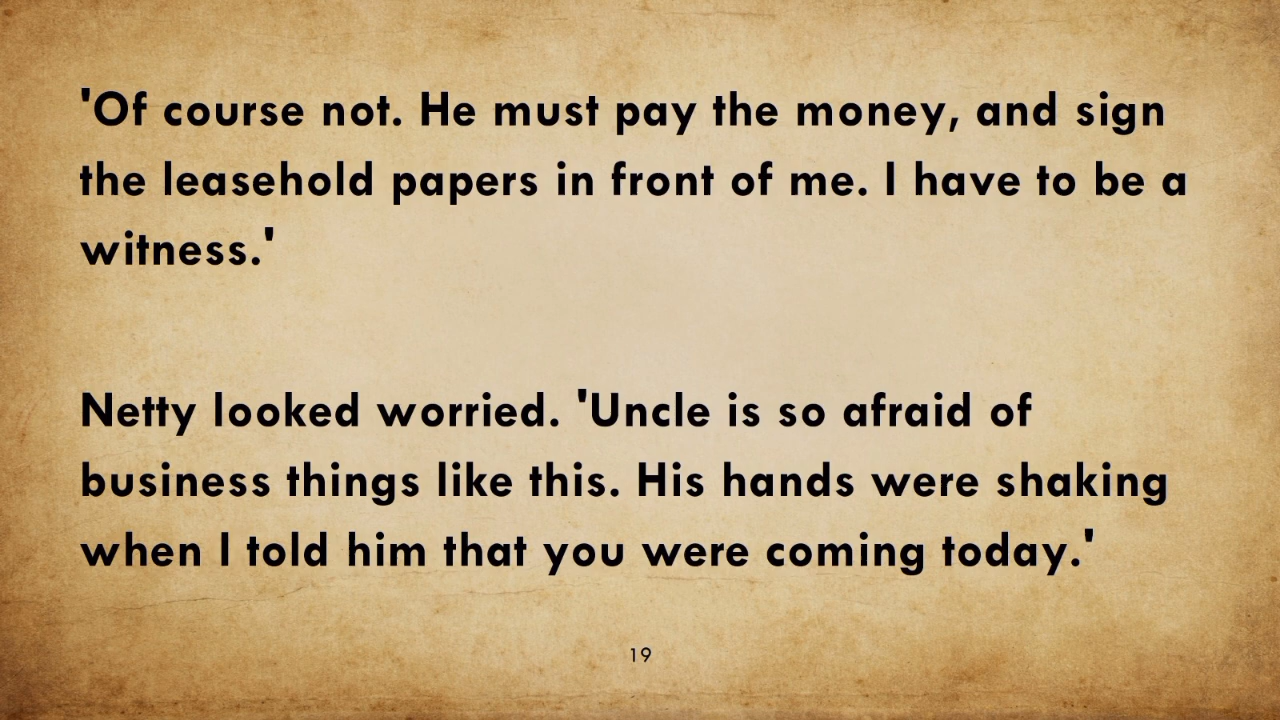 'Of course not. He must pay the money, and sign
the leasehold papers in front of me. I have to be a
witness.'
Netty looked worried. 'Uncle is so afraid of
business things like this. His hands were shaking
when I told him that you were coming today.'
19